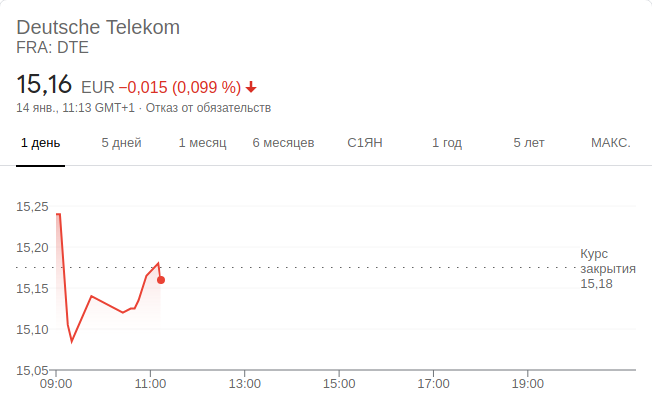 Deutsche Telekom
FRA: DTE
15,16 EUR −0,015 (0,099 %)
14 янв., 11:13 GMT+1 · Отказ от обязательств
1 день 5 дней 1 месяц 6 месяцев С1ЯН 1 год 5 лет МАКС.
15,25
15,20
Курс
закрытия
15,18
15,15
15,10
15,05
09:00 11:00 13:00 15:00 17:00 19:00